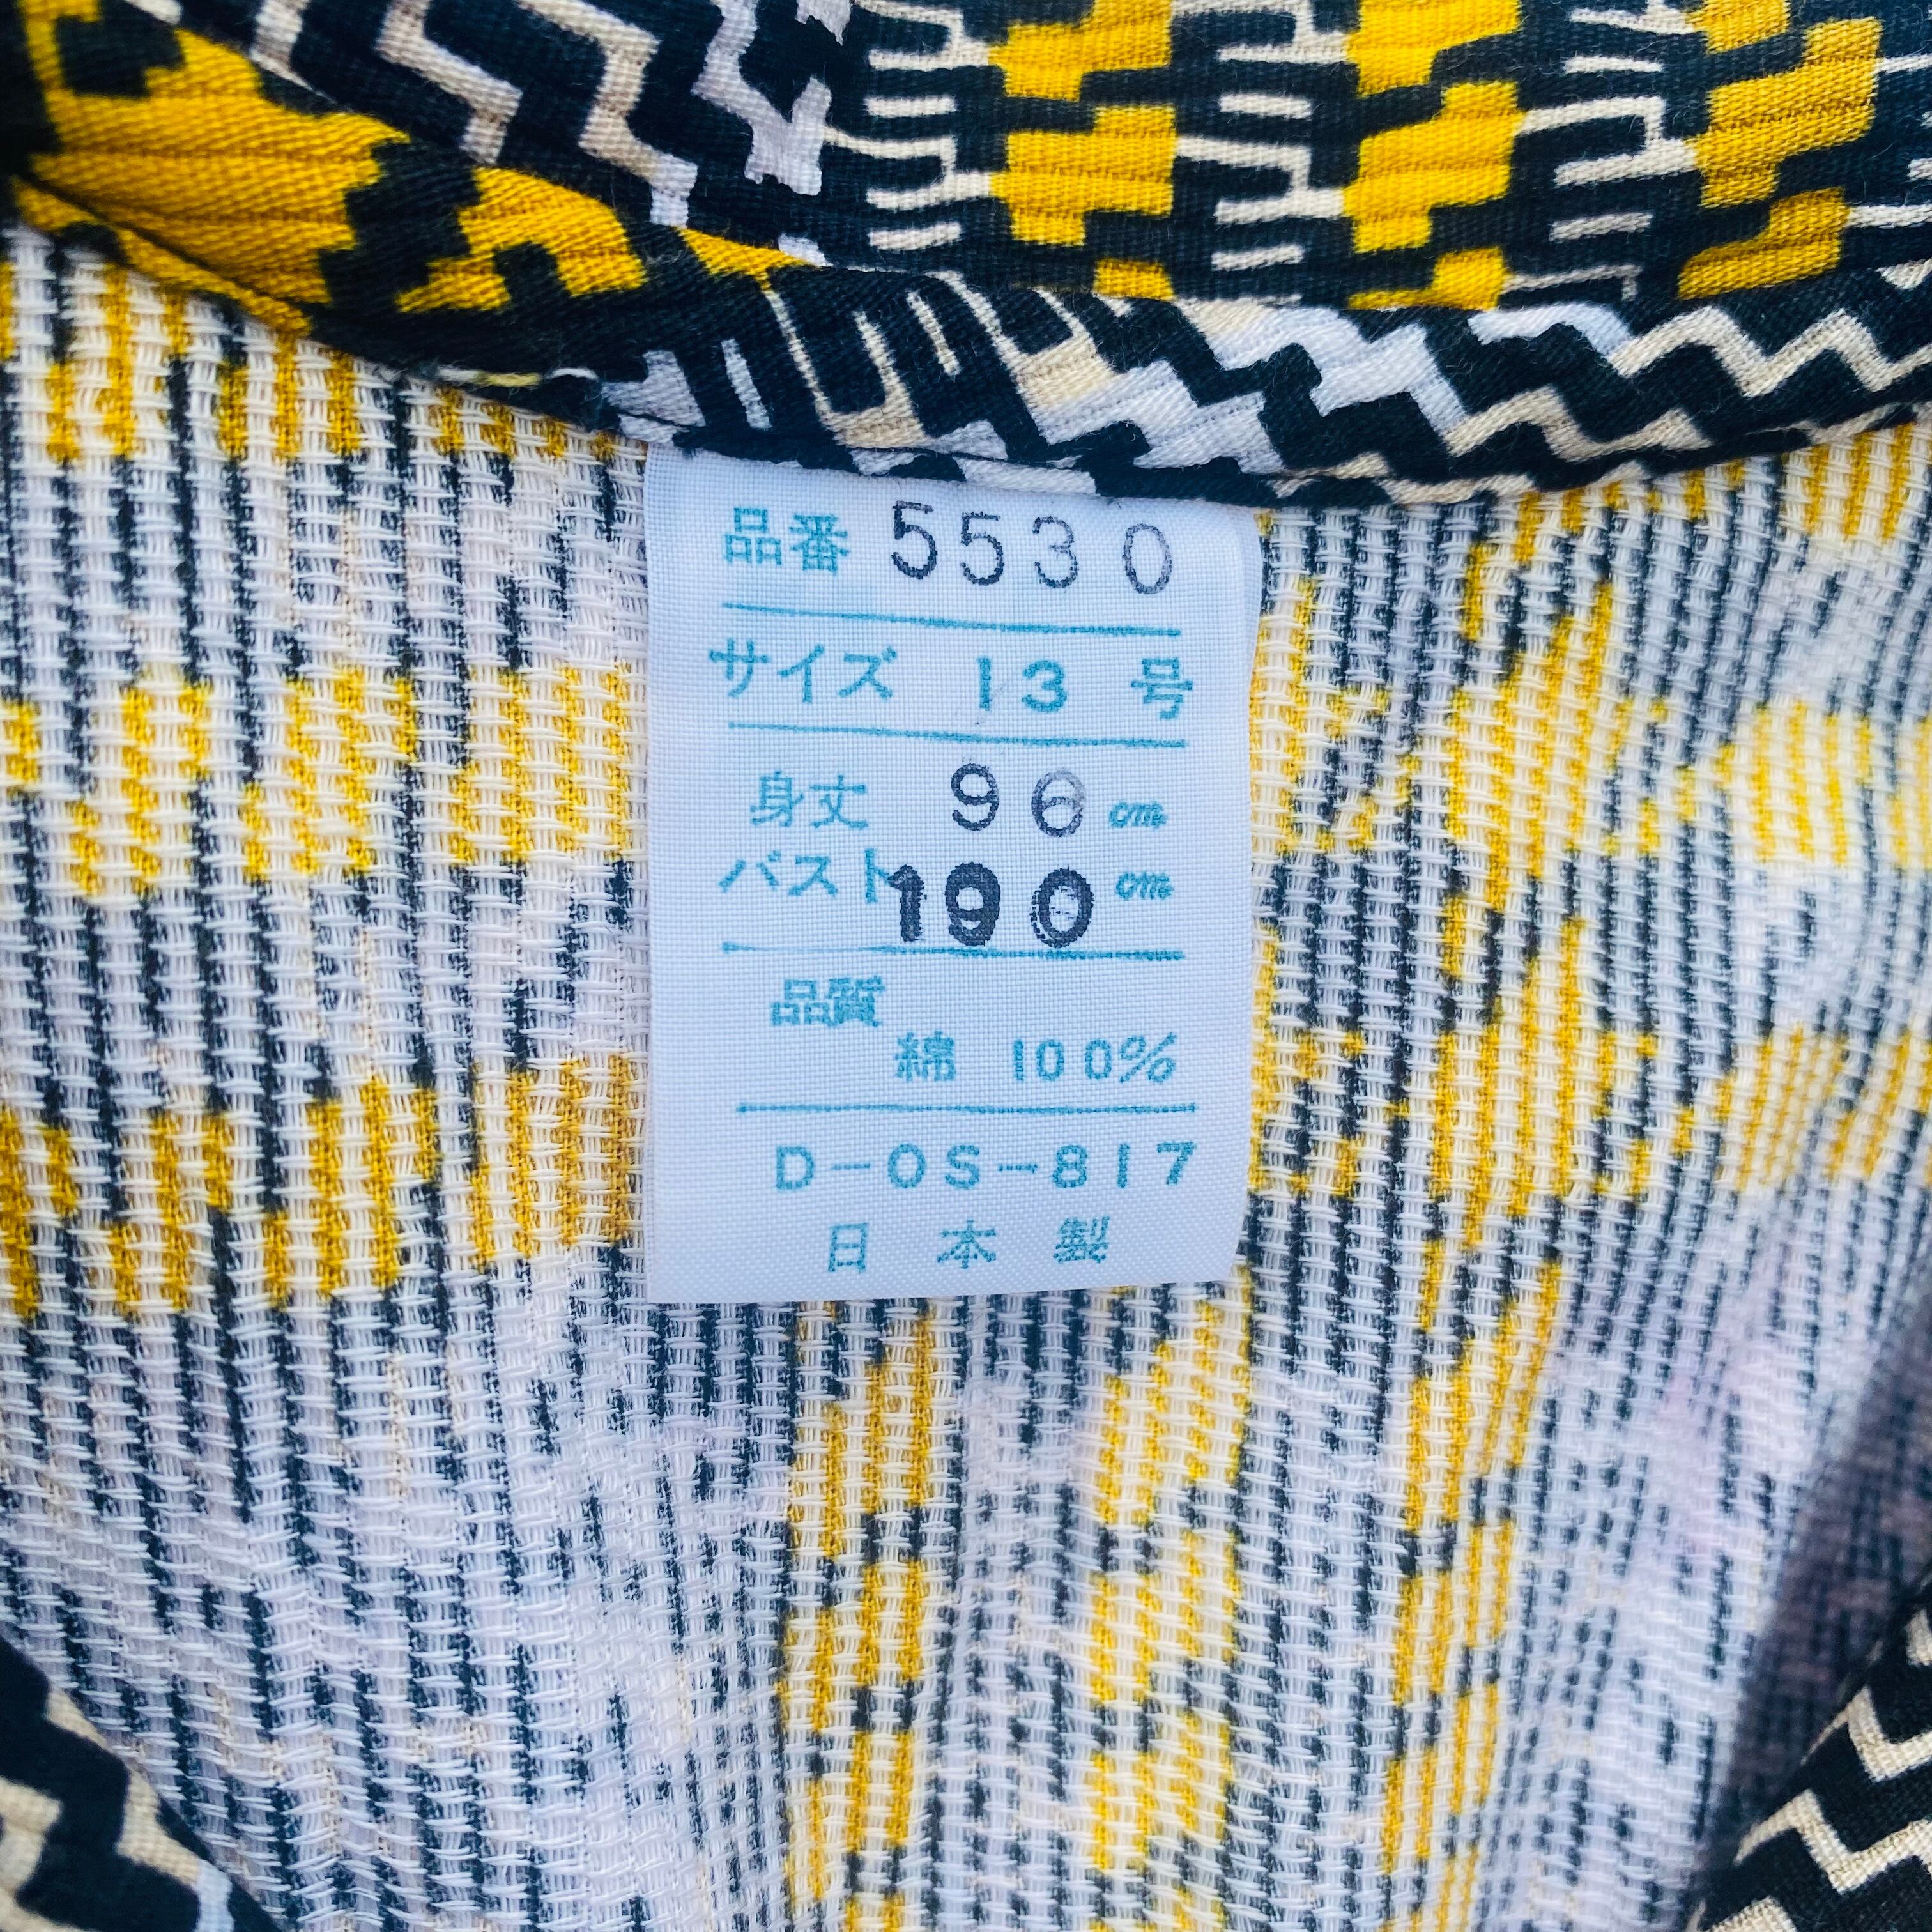 品番 5530
サイズ 13 号
身丈 96 cm
バスト 100 cm
品質
綿 100%
D-OS-817
日本製